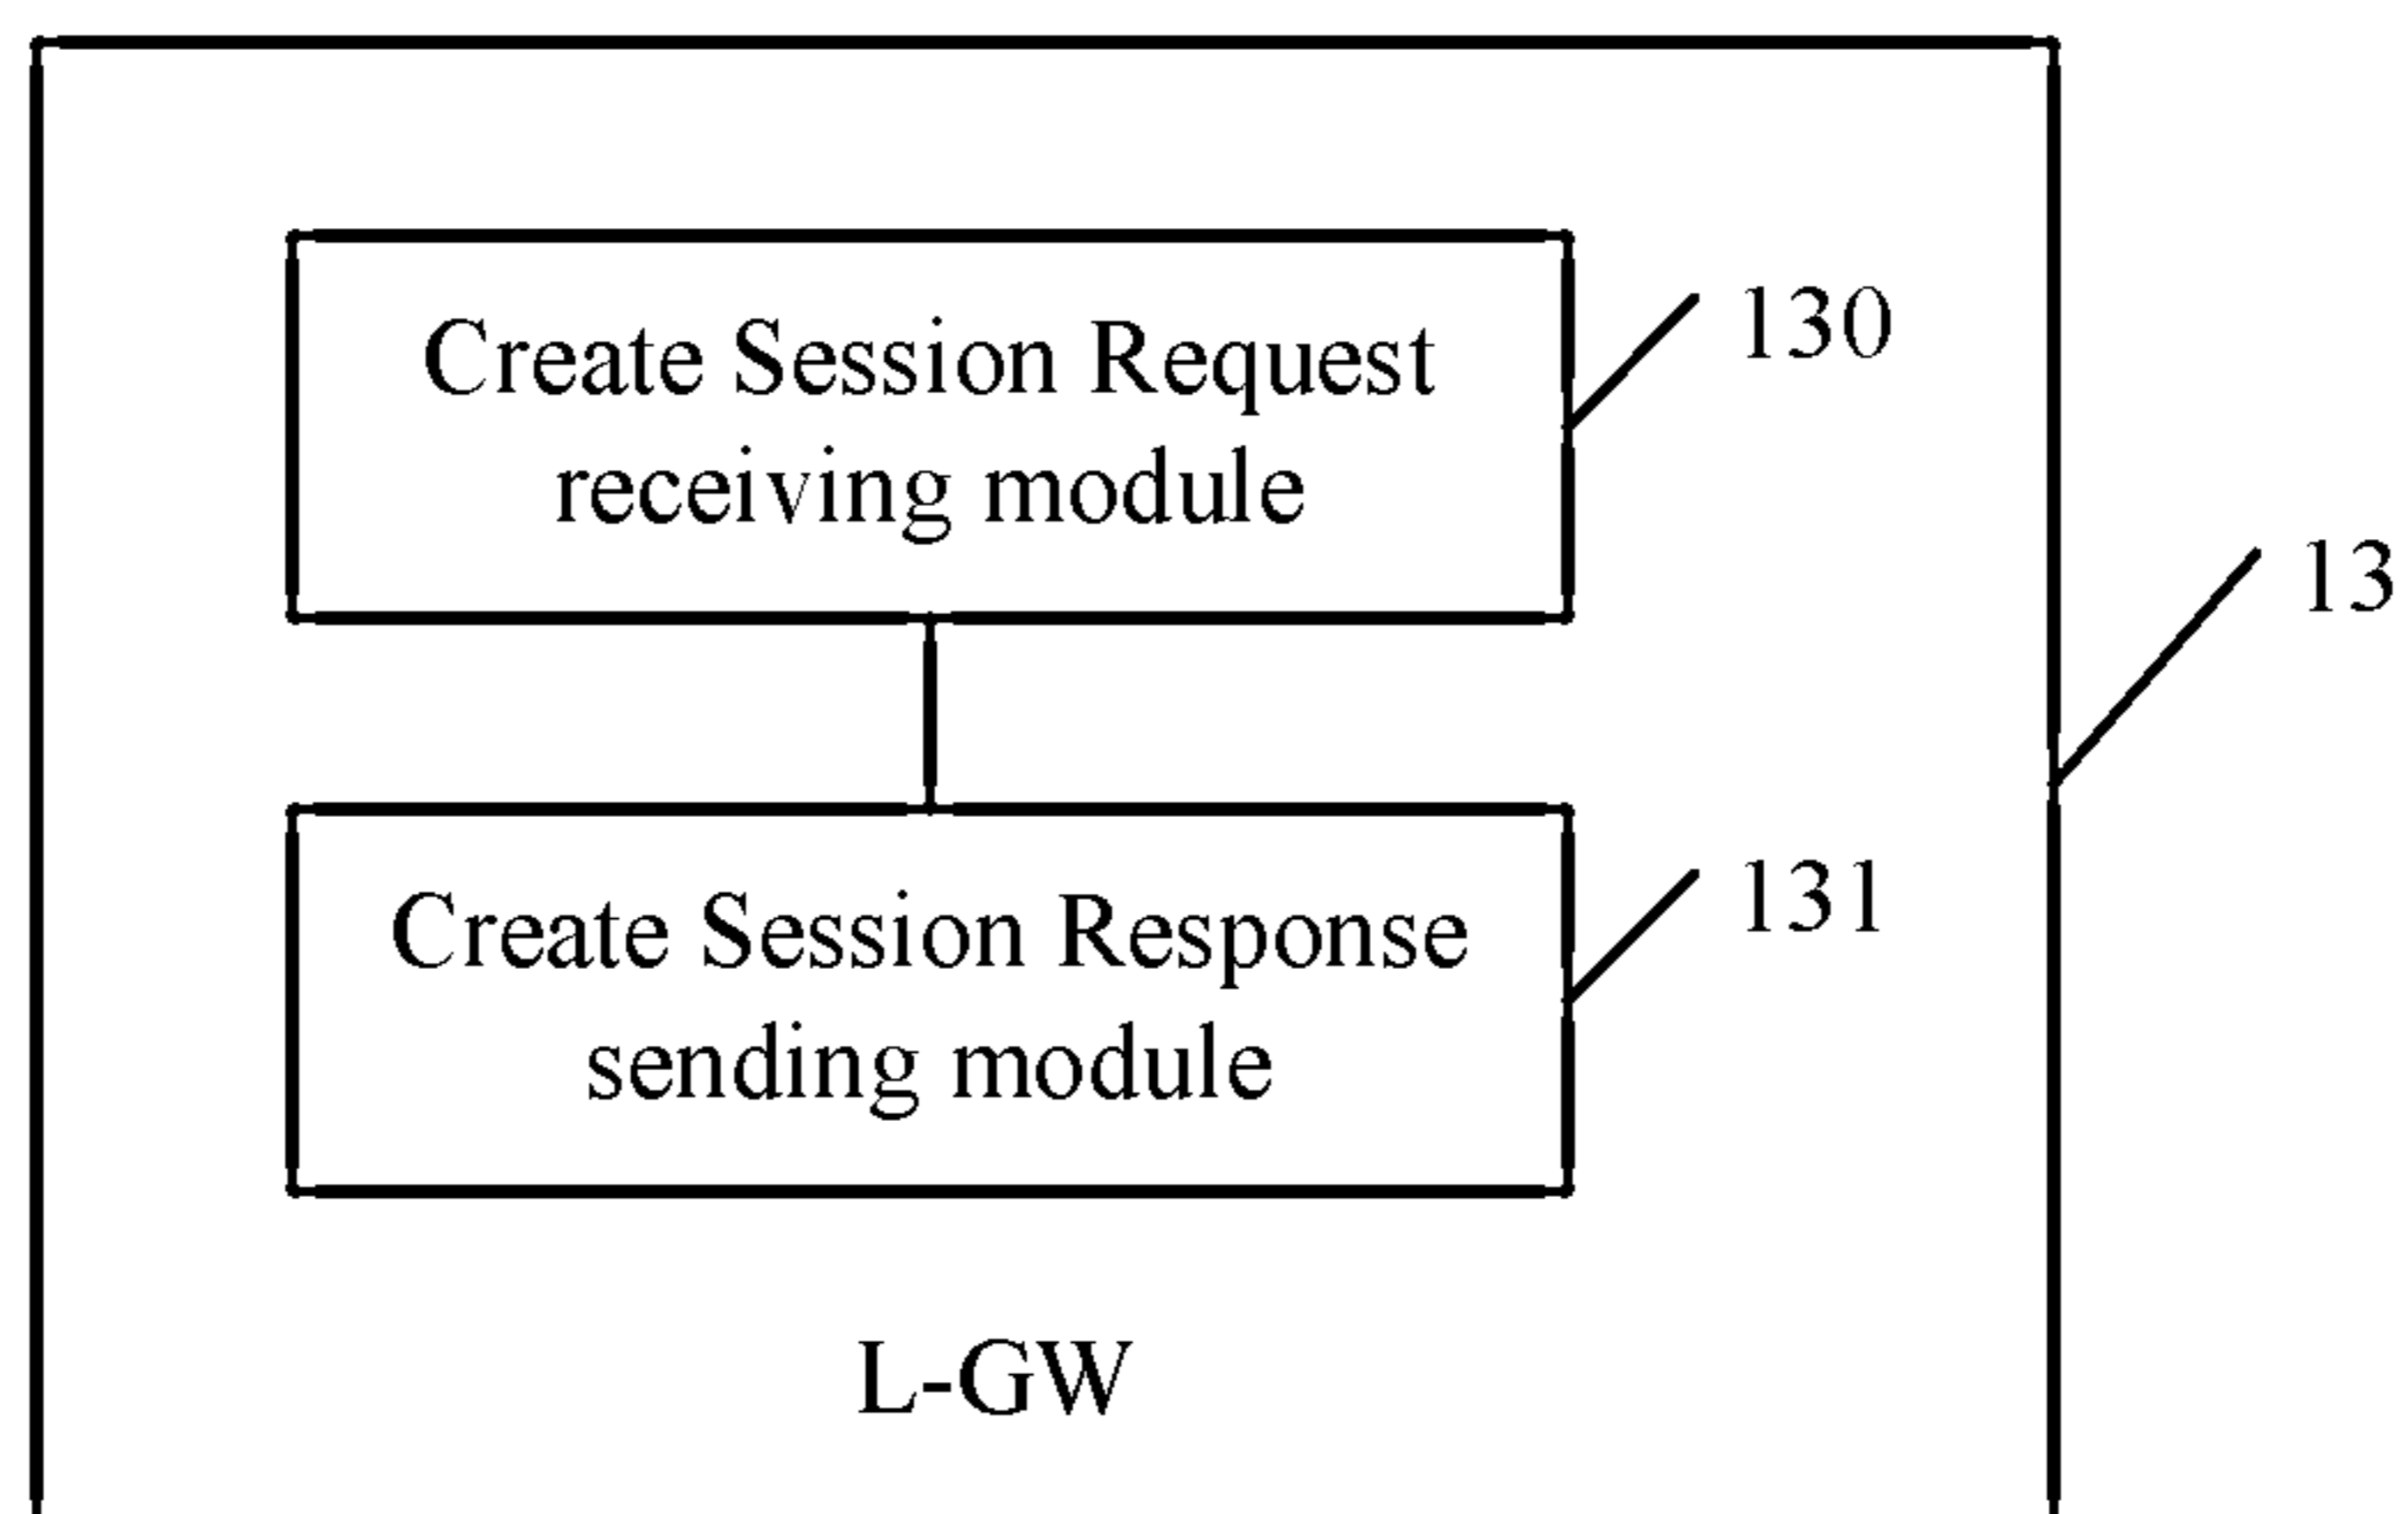 Create Session Request
receiving module
130
13
Create Session Response
sending module
131
L-GW